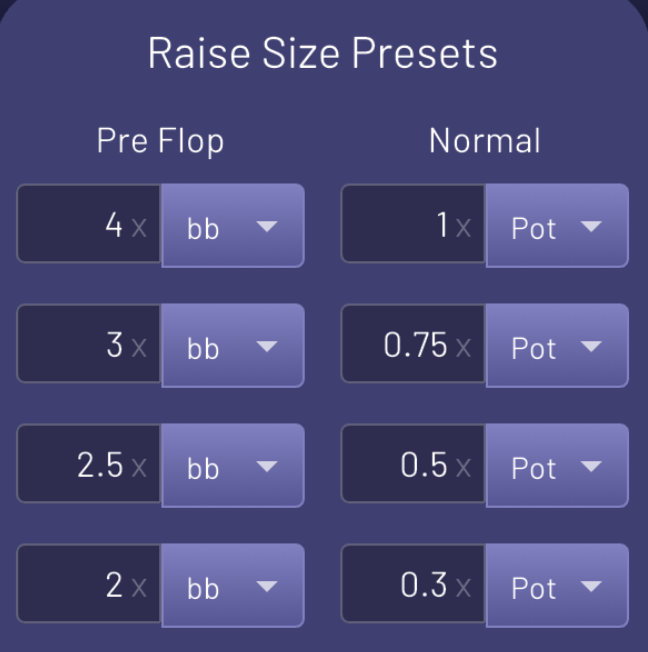 Raise Size Presets
Pre Flop Normal
4 x bb 1 x Pot
3 x bb 0.75 x Pot
2.5 x bb 0.5 x Pot
2 x bb 0.3 x Pot